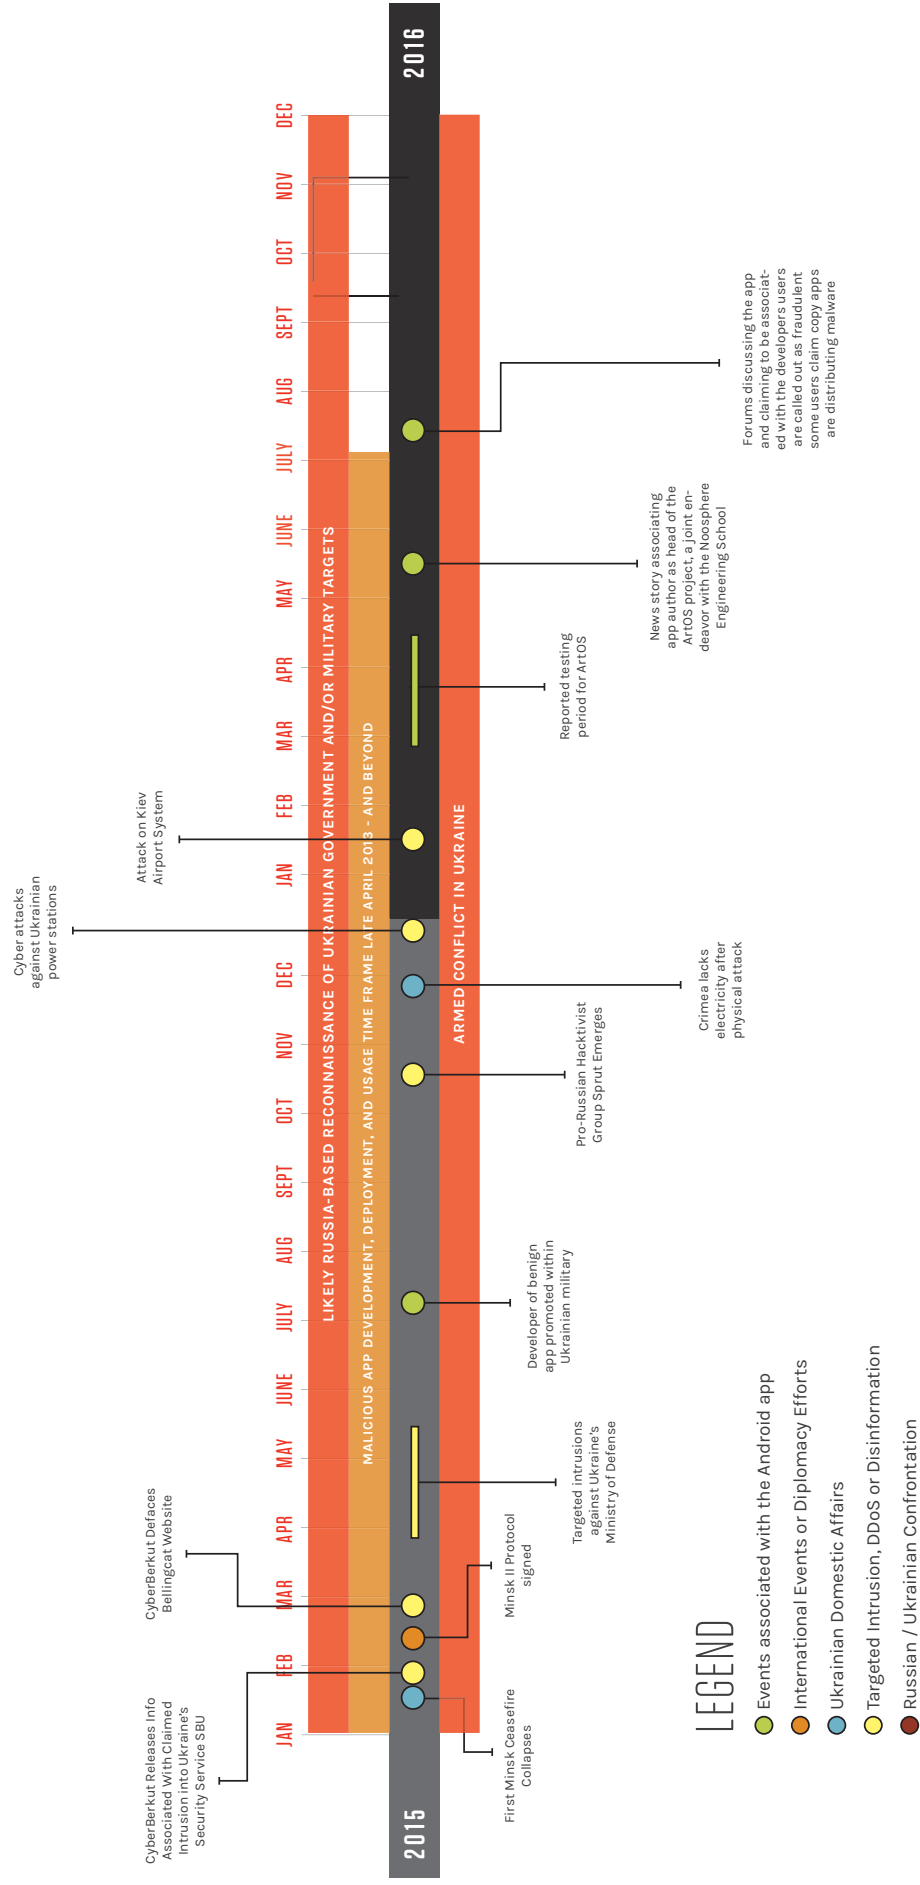 2015
2016
JAN
FEB
MAR
APR
MAY
JUNE
JULY
AUG
SEPT
OCT
NOV
DEC
JAN
FEB
MAR
APR
MAY
JUNE
JULY
AUG
SEPT
OCT
NOV
DEC
LIKELY RUSSIA-BASED RECONNAISSANCE OF UKRAINIAN GOVERNMENT AND/OR MILITARY TARGETS
MALICIOUS APP DEVELOPMENT, DEPLOYMENT, AND USAGE TIME FRAME LATE APRIL 2013 - AND BEYOND
ARMED CONFLICT IN UKRAINE
CyberBerkut Releases Info
Associated With Claimed
Intrusion into Ukraine's
Security Service SBU
CyberBerkut Defaces
Bellingcat Website
Cyber attacks
against Ukrainian
power stations
Attack on Kiev
Airport System
First Minsk Ceasefire
Collapses
Minsk II Protocol
signed
Targeted intrusions
against Ukraine's
Ministry of Defense
Developer of benign
app promoted within
Ukrainian military
Pro-Russian Hacktivist
Group Sprut Emerges
Crimea lacks
electricity after
physical attack
Reported testing
period for ArtOS
News story associating
app author as head of the
ArtOS project, a joint en-
deavor with the Noosphere
Engineering School
Forums discussing the app
and claiming to be associat-
ed with the developers users
are called out as fraudulent
some users claim copy apps
are distributing malware
LEGEND
Events associated with the Android app
International Events or Diplomacy Efforts
Ukrainian Domestic Affairs
Targeted Intrusion, DDoS or Disinformation
Russian / Ukrainian Confrontation